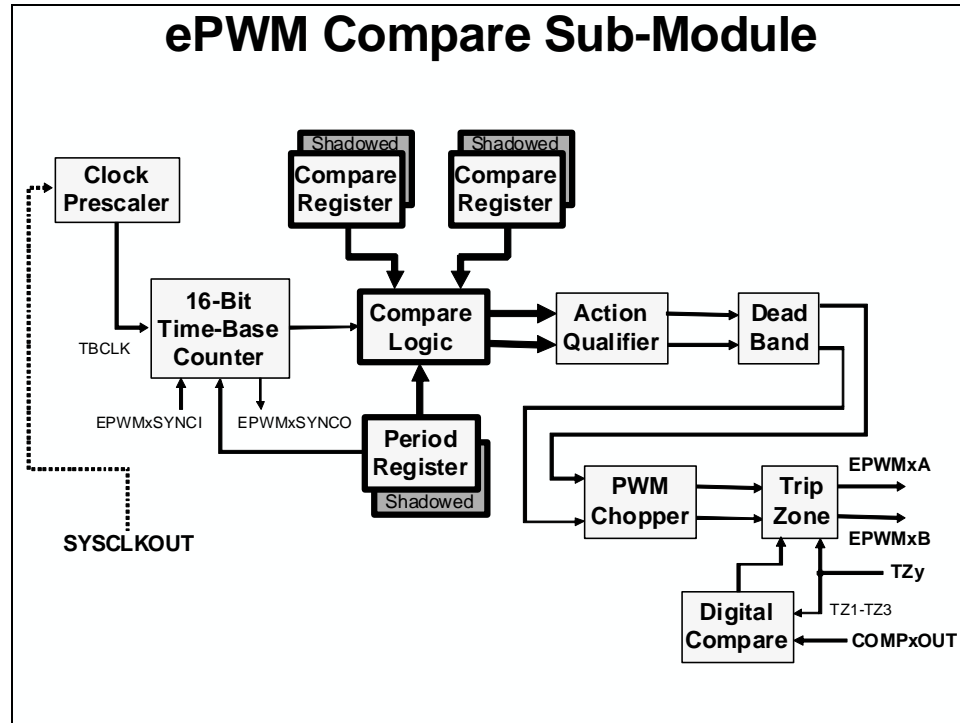 ePWM Compare Sub-Module
Shadowed
Shadowed
Clock
Prescaler
Compare
Register
Compare
Register
16-Bit
Time-Base
Counter
Compare
Logic
Action
Qualifier
Dead
Band
TBCLK
EPWMxSYNCI
EPWMxSYNCO
Period
Register
Shadowed
PWM
Chopper
Trip
Zone
EPWMxA
EPWMxB
SYSCLKOUT
TZy
TZ1-TZ3
Digital
Compare
COMPxOUT